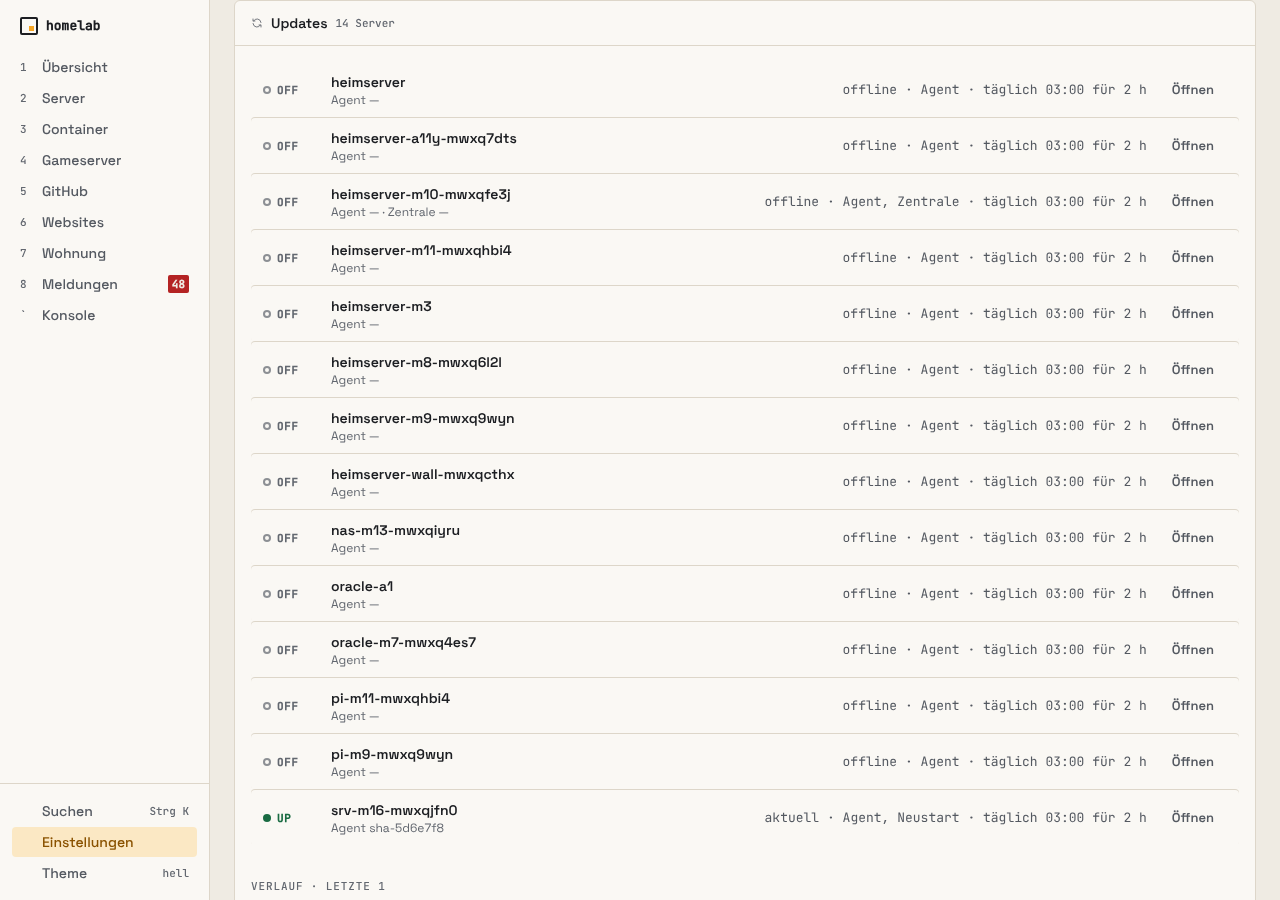 homelab
1 Übersicht
2 Server
3 Container
4 Gameserver
5 GitHub
6 Websites
7 Wohnung
8 Meldungen 48
` Konsole
Suchen Strg K
Einstellungen
Theme hell
Updates 14 Server
OFF heimserver offline · Agent · täglich 03:00 für 2 h Öffnen
Agent —
OFF heimserver-a11y-mwxq7dts offline · Agent · täglich 03:00 für 2 h Öffnen
Agent —
OFF heimserver-m10-mwxqfe3j offline · Agent, Zentrale · täglich 03:00 für 2 h Öffnen
Agent — · Zentrale —
OFF heimserver-m11-mwxqhbi4 offline · Agent · täglich 03:00 für 2 h Öffnen
Agent —
OFF heimserver-m3 offline · Agent · täglich 03:00 für 2 h Öffnen
Agent —
OFF heimserver-m8-mwxq6l2l offline · Agent · täglich 03:00 für 2 h Öffnen
Agent —
OFF heimserver-m9-mwxq9wyn offline · Agent · täglich 03:00 für 2 h Öffnen
Agent —
OFF heimserver-wall-mwxqcthx offline · Agent · täglich 03:00 für 2 h Öffnen
Agent —
OFF nas-m13-mwxqiyru offline · Agent · täglich 03:00 für 2 h Öffnen
Agent —
OFF oracle-a1 offline · Agent · täglich 03:00 für 2 h Öffnen
Agent —
OFF oracle-m7-mwxq4es7 offline · Agent · täglich 03:00 für 2 h Öffnen
Agent —
OFF pi-m11-mwxqhbi4 offline · Agent · täglich 03:00 für 2 h Öffnen
Agent —
OFF pi-m9-mwxq9wyn offline · Agent · täglich 03:00 für 2 h Öffnen
Agent —
UP srv-m16-mwxqjfn0 aktuell · Agent, Neustart · täglich 03:00 für 2 h Öffnen
Agent sha-5d6e7f8
VERLAUF · LETZTE 1